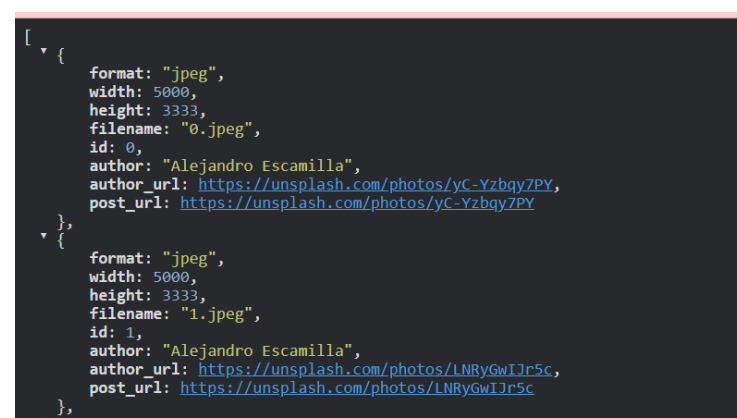 [
{
format: "jpeg",
width: 5000,
height: 3333,
filename: "0.jpeg",
id: 0,
author: "Alejandro Escamilla",
author_url: https://unsplash.com/photos/yC-Yzbqy7PY,
post_url: https://unsplash.com/photos/yC-Yzbqy7PY
},
{
format: "jpeg",
width: 5000,
height: 3333,
filename: "1.jpeg",
id: 1,
author: "Alejandro Escamilla",
author_url: https://unsplash.com/photos/LNRyGwIJr5c,
post_url: https://unsplash.com/photos/LNRyGwIJr5c
},